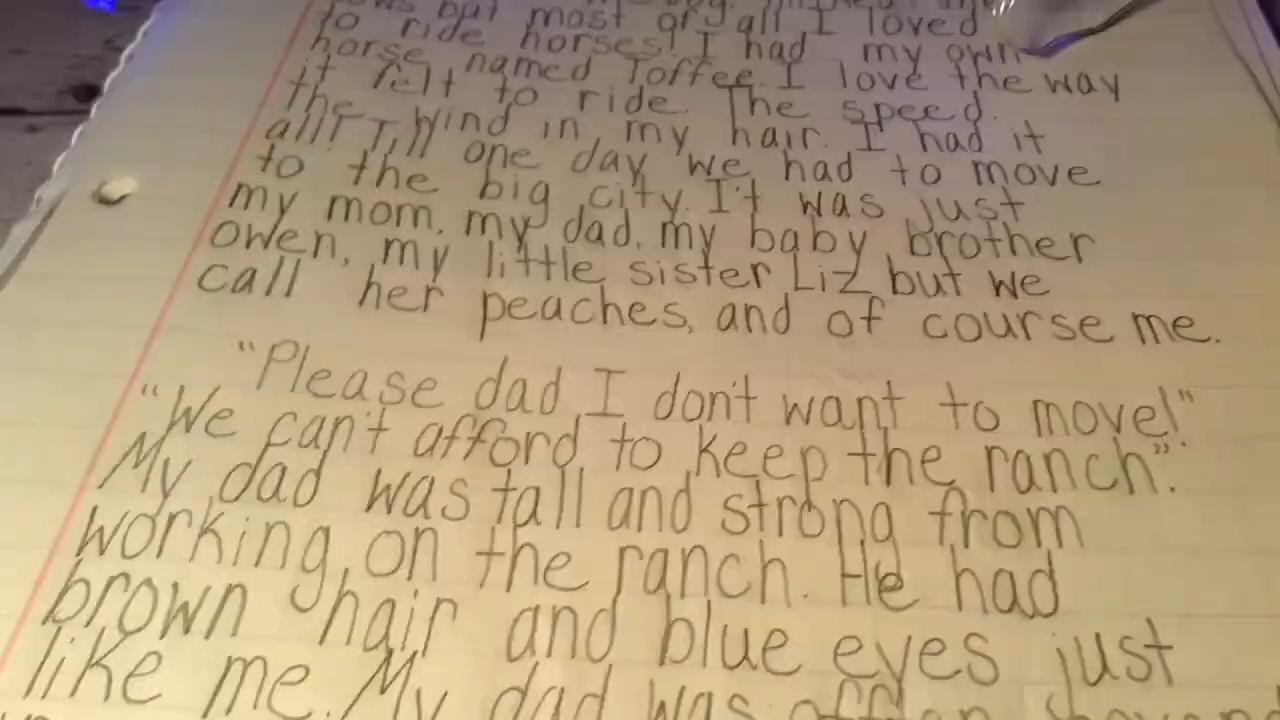 but most of all I loved
to ride horses! I had my own
horse named Toffee. I love the way
it felt to ride. The speed.
the wind in my hair. I had it
all! Till one day we had to move
to the big city. It was just
my mom, my dad, my baby brother
owen, my little sister Liz but we
call her peaches, and of course me.
"Please dad I don't want to move!"
"We can't afford to keep the ranch".
My dad was tall and strong from
working on the ranch. He had
brown hair and blue eyes just
like me. My dad was